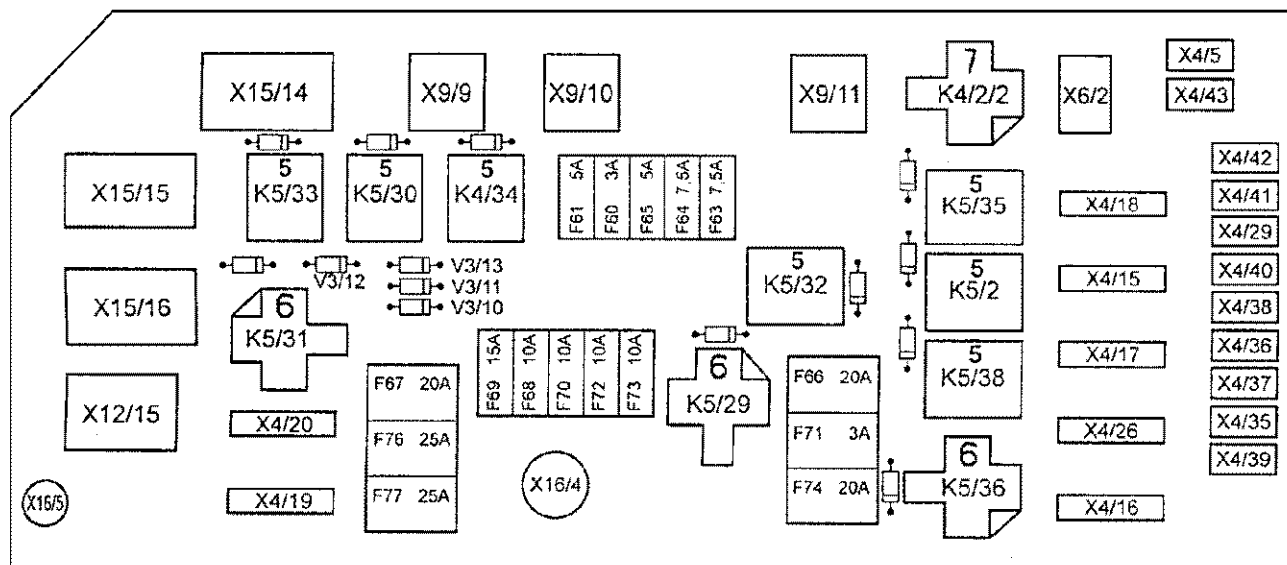 X15/14
X9/9
X9/10
X9/11
7
K4/2/2
X6/2
X4/5
X4/43
X15/15
5
K5/33
5
K5/30
5
K4/34
F61 5A
F60 3A
F65 5A
F64 7,5A
F63 7,5A
5
K5/35
X4/18
X4/42
X4/41
X4/29
X15/16
V3/12
V3/13
V3/11
V3/10
6
K5/31
5
K5/32
5
K5/2
X4/15
X4/40
X4/38
F69 15A
F68 10A
F70 10A
F72 10A
F73 10A
6
K5/29
5
K5/38
X4/17
X4/36
X4/37
X12/15
X4/20
F67 20A
F76 25A
F77 25A
F66 20A
F71 3A
F74 20A
X4/26
X4/35
X4/39
X16/5
X4/19
X16/4
6
K5/36
X4/16